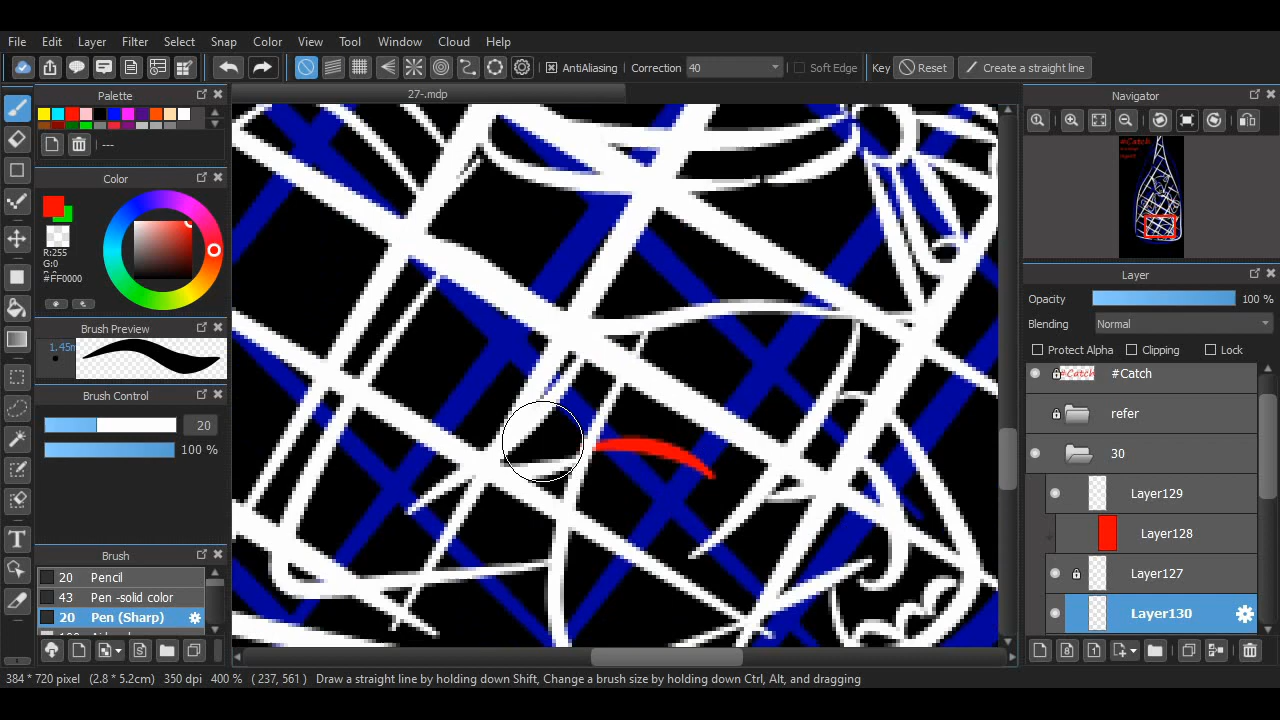 File Edit Layer Filter Select Snap Color View Tool Window Cloud Help
AntiAliasing Correction 40 Soft Edge Key Reset Create a straight line
Palette
27-.mdp
Navigator
---
#Catch
Color
R:255
G:0
#FF0000
Layer
Opacity 100 %
Blending Normal
Protect Alpha Clipping Lock
Brush Preview
1.45m
#Catch #Catch
refer
30
Brush Control
20
100 %
Layer129
Layer128
Layer127
Layer130
Brush
20 Pencil
43 Pen -solid color
20 Pen (Sharp)
384 * 720 pixel (2.8 * 5.2cm) 350 dpi 400 % ( 237, 561 ) Draw a straight line by holding down Shift, Change a brush size by holding down Ctrl, Alt, and dragging